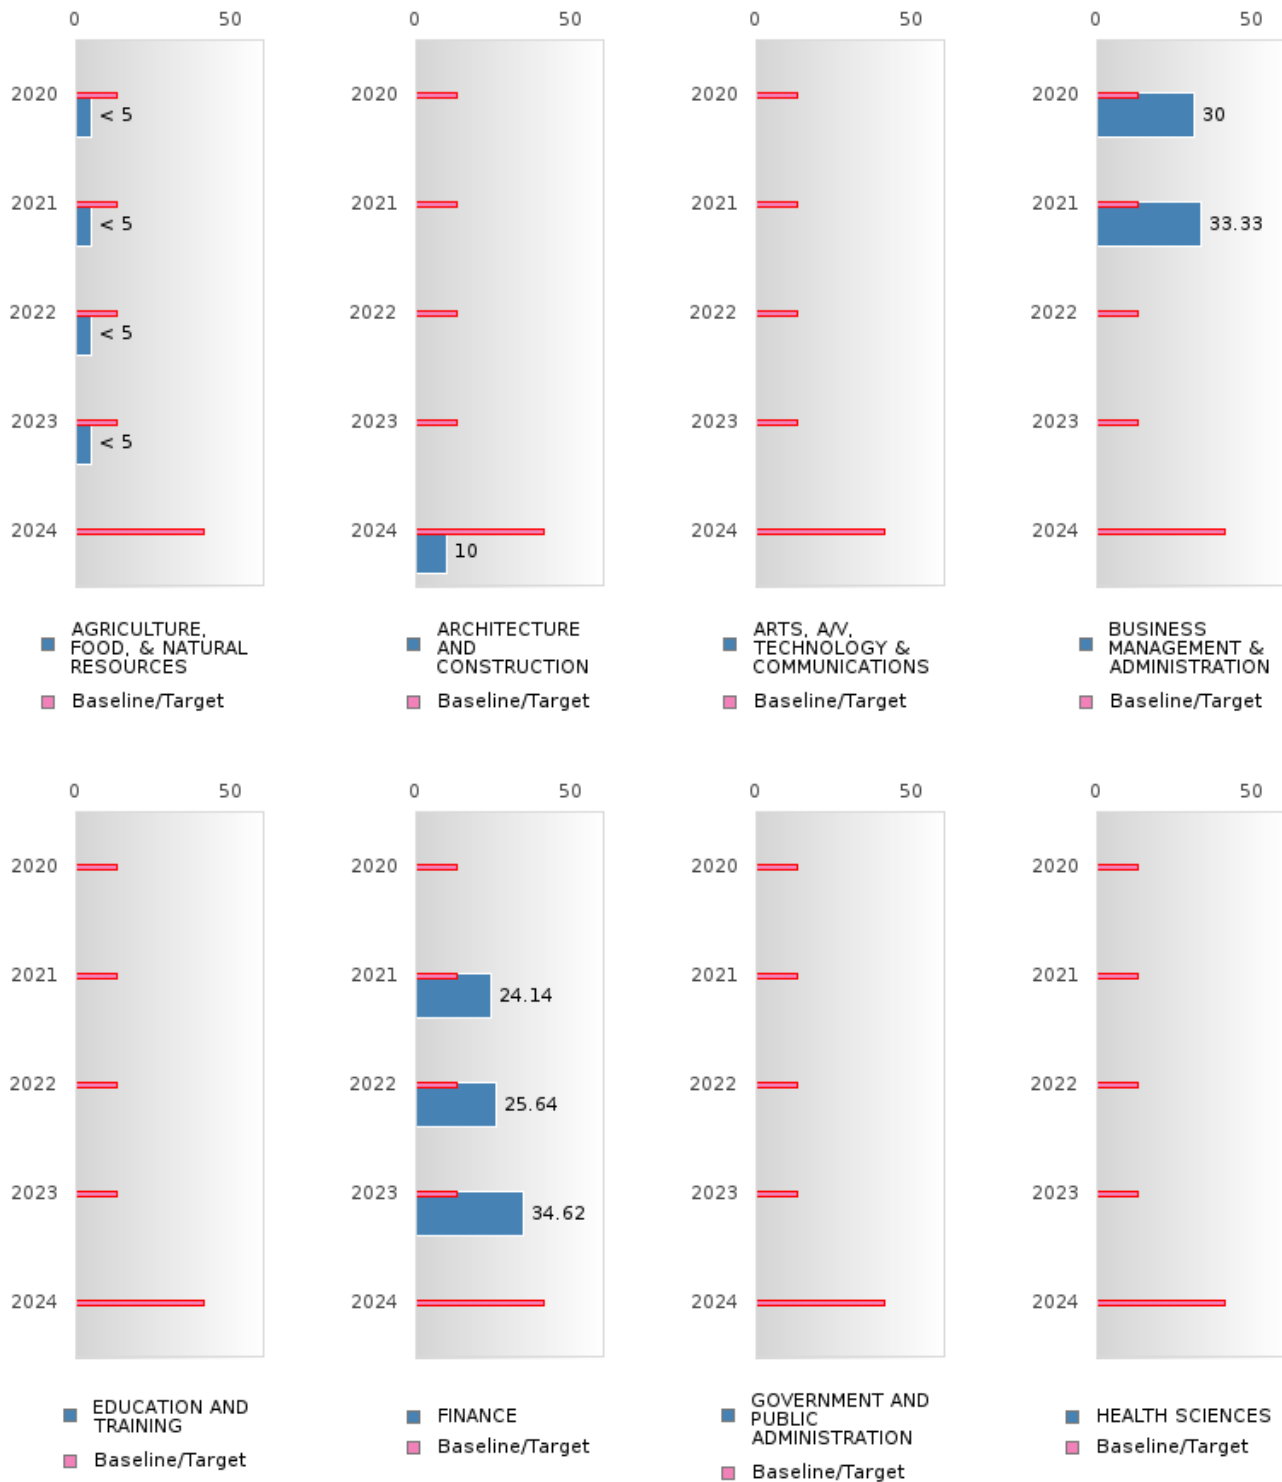 0 50 0 50 0 50 0 50
2020 < 5 2020 2020 2020 30
2021 < 5 2021 2021 2021 33.33
2022 < 5 2022 2022 2022
2023 < 5 2023 2023 2023
2024 2024 10 2024 2024
AGRICULTURE, ARCHITECTURE ARTS, A/V, BUSINESS
FOOD, & NATURAL AND TECHNOLOGY & MANAGEMENT &
RESOURCES CONSTRUCTION COMMUNICATIONS ADMINISTRATION
Baseline/Target Baseline/Target Baseline/Target Baseline/Target
0 50 0 50 0 50 0 50
2020 2020 2020 2020
2021 2021 24.14 2021 2021
2022 2022 25.64 2022 2022
2023 2023 34.62 2023 2023
2024 2024 2024 2024
EDUCATION AND
TRAINING
Baseline/Target
FINANCE
Baseline/Target
GOVERNMENT AND
PUBLIC
ADMINISTRATION
Baseline/Target
HEALTH SCIENCES
Baseline/Target